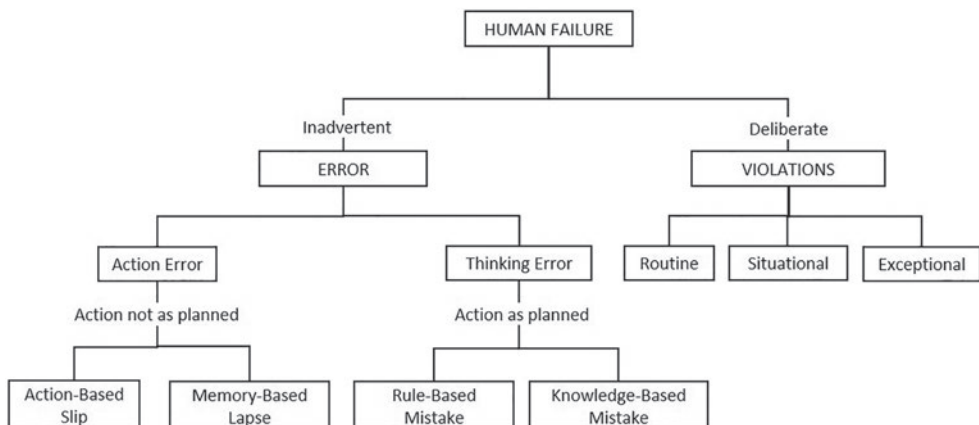 HUMAN FAILURE
Inadvertent
Deliberate
ERROR
VIOLATIONS
Action Error
Thinking Error
Routine
Situational
Exceptional
Action not as planned
Action as planned
Action-Based
Slip
Memory-Based
Lapse
Rule-Based
Mistake
Knowledge-Based
Mistake